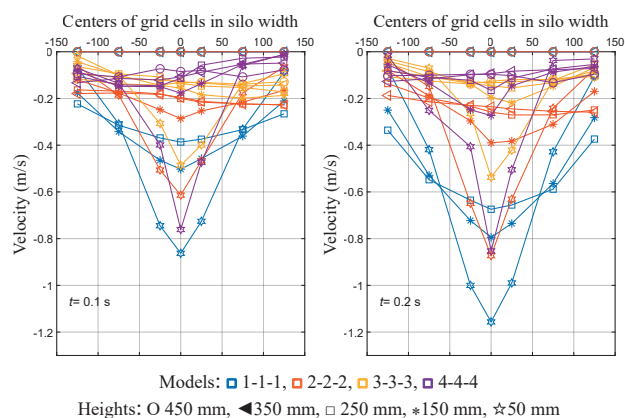 Centers of grid cells in silo width Centers of grid cells in silo width
-150 -100 -50 0 50 100 150 -150 -100 -50 0 50 100 150
0 0
-0.2 -0.2
-0.4 -0.4
-0.6 -0.6
-0.8 -0.8
-1 -1
-1.2 -1.2
Velocity (m/s) Velocity (m/s)
t= 0.1 s t= 0.2 s
Models: 1-1-1, 2-2-2, 3-3-3, 4-4-4
Heights: O 450 mm, ◀350 mm, □ 250 mm, *150 mm, ☆50 mm